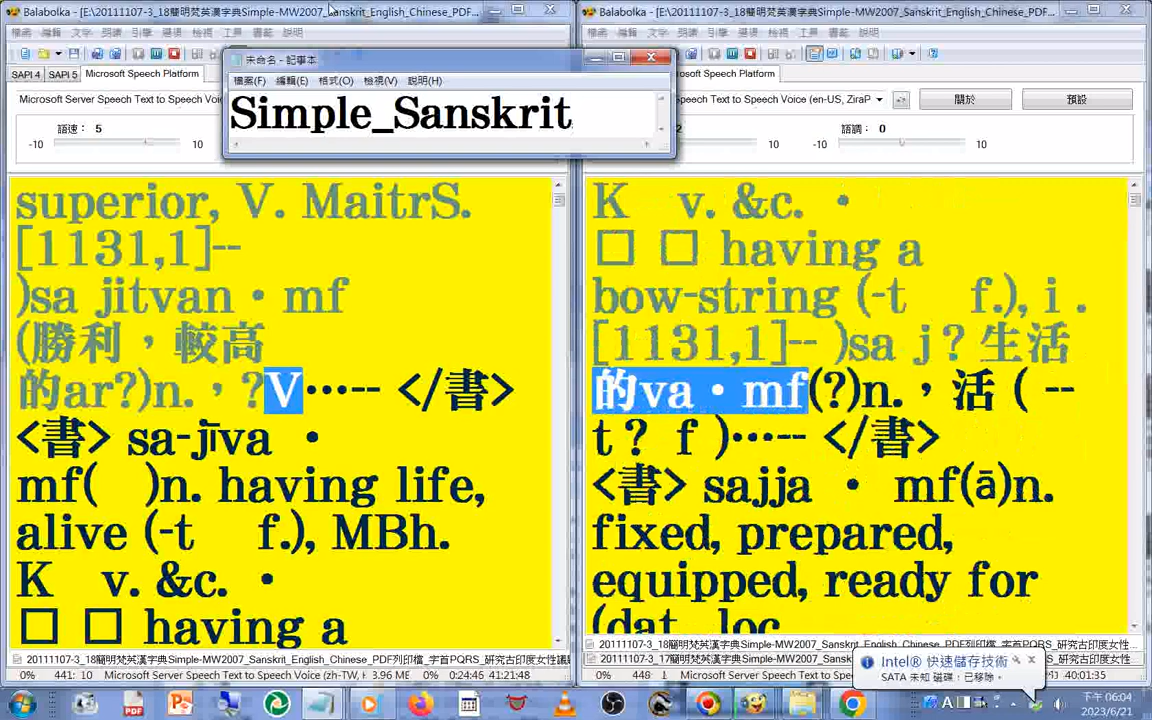 Balabolka - [E:\20111107-3_18簡明梵英漢字典Simple-MW2007_Sanskrit_English_Chinese_PDF...
Balabolka - [E:\20111107-3_18簡明梵英漢字典Simple-MW2007_Sanskrit_English_Chinese_PDF...
未命名 - 記事本
檔案(F) 編輯(E) 格式(O) 檢視(V) 說明(H)
Simple_Sanskrit
SAPI 4 SAPI 5 Microsoft Speech Platform
Speech Platform
Microsoft Server Speech Text to Speech Voi
Speech Text to Speech Voice (en-US, ZiraP
關於
預設
語速： 5
-10 10
2
10
語調： 0
-10 10
superior, V. MaitrS.
[1131,1]--
)sa jitvan • mf
(勝利，較高
的ar?)n.，?V…-- </書>
<書> sa-jīva •
mf( )n. having life,
alive (-t f.), MBh.
K v. &c. •
□ □ having a
K v. &c. •
□ □ having a
bow-string (-t f.), i .
[1131,1]-- )sa j? 生活
的va • mf(?)n.，活 ( --
t? f )…-- </書>
<書> sajja • mf(ā)n.
fixed, prepared,
equipped, ready for
(dat., loc.
20111107-3_18簡明梵英漢字典Simple-MW2007_Sanskrit_English_Chinese_PDF列印檔_字首PQRS_研究古印度女性議
20111107-3_18簡明梵英漢字典Simple-MW2007_Sanskrit_English_Chinese_PDF列印檔_字首PQRS_研究古印度女性
20111107-3_17簡明梵英漢字典Simple-MW2007
0% 441: 10 Microsoft Server Speech Text to Speech Voice (zh-TW, H 3.96 ME 0:24:45 41:21:48
0% 448 40:01:35
Intel® 快速儲存技術
SATA 未知 磁碟：已移除。
下午 06:04
2023/6/21